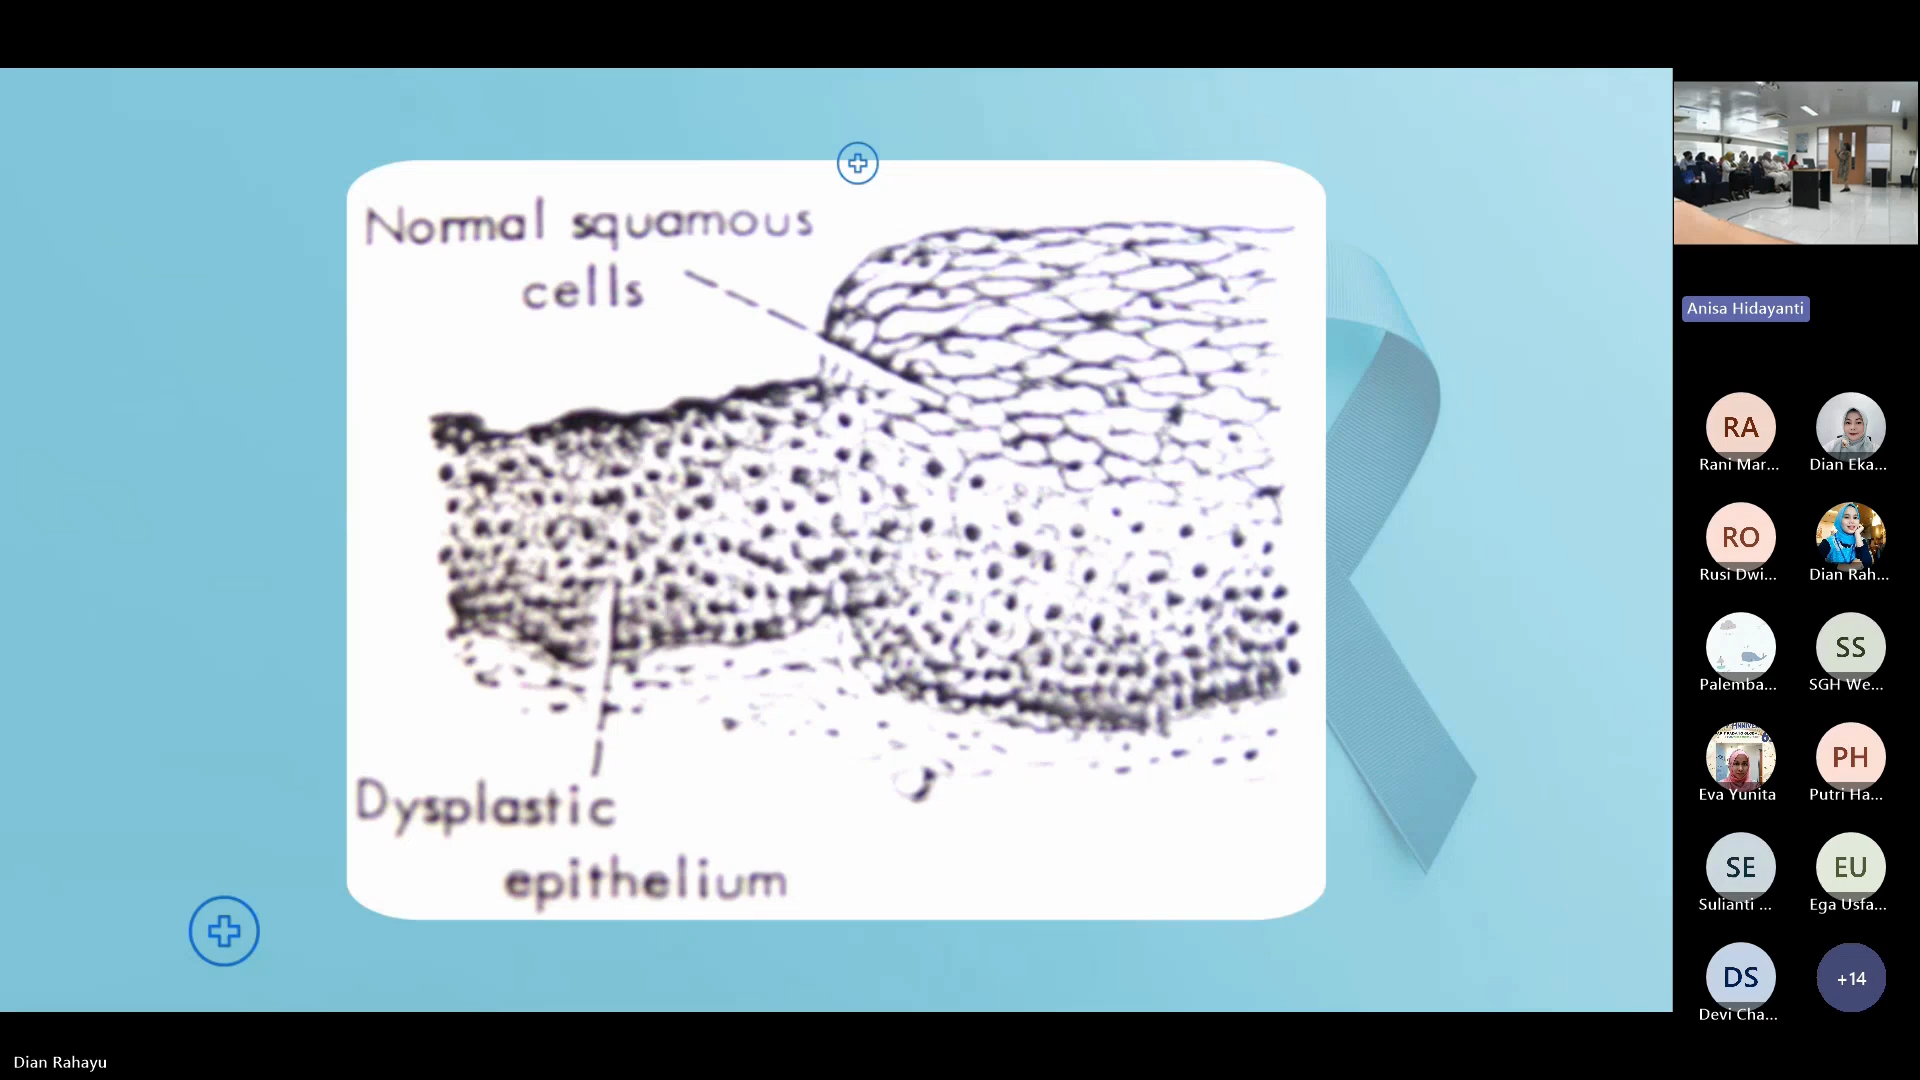 Normal squamous
cells
Dysplastic
epithelium
Anisa Hidayanti
RA
Rani Mar...
Dian Eka...
RO
Rusi Dwi...
Dian Rah...
Palemba...
SS
SGH We...
Eva Yunita
PH
Putri Ha...
SE
Sulianti ...
EU
Ega Usfa...
DS
Devi Cha...
+14
Dian Rahayu